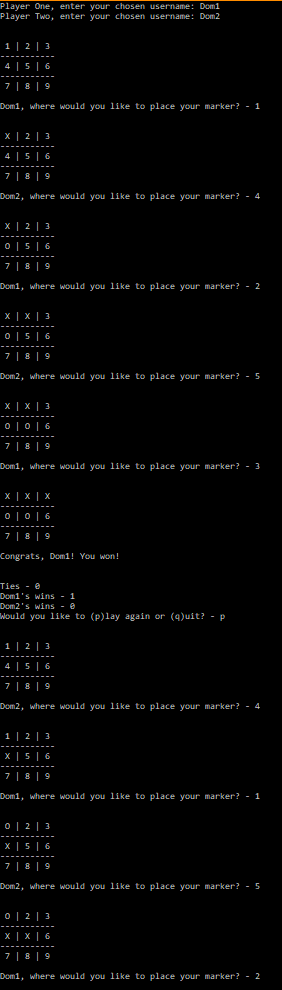 Player One, enter your chosen username: Dom1
Player Two, enter your chosen username: Dom2
1 | 2 | 3
-----------
4 | 5 | 6
-----------
7 | 8 | 9
Dom1, where would you like to place your marker? - 1
X | 2 | 3
-----------
4 | 5 | 6
-----------
7 | 8 | 9
Dom2, where would you like to place your marker? - 4
X | 2 | 3
-----------
O | 5 | 6
-----------
7 | 8 | 9
Dom1, where would you like to place your marker? - 2
X | X | 3
-----------
O | 5 | 6
-----------
7 | 8 | 9
Dom2, where would you like to place your marker? - 5
X | X | 3
-----------
O | O | 6
-----------
7 | 8 | 9
Dom1, where would you like to place your marker? - 3
X | X | X
-----------
O | O | 6
-----------
7 | 8 | 9
Congrats, Dom1! You won!
Ties - 0
Dom1's wins - 1
Dom2's wins - 0
Would you like to (p)lay again or (q)uit? - p
1 | 2 | 3
-----------
4 | 5 | 6
-----------
7 | 8 | 9
Dom2, where would you like to place your marker? - 4
1 | 2 | 3
-----------
X | 5 | 6
-----------
7 | 8 | 9
Dom1, where would you like to place your marker? - 1
O | 2 | 3
-----------
X | 5 | 6
-----------
7 | 8 | 9
Dom2, where would you like to place your marker? - 5
O | 2 | 3
-----------
X | X | 6
-----------
7 | 8 | 9
Dom1, where would you like to place your marker? - 2